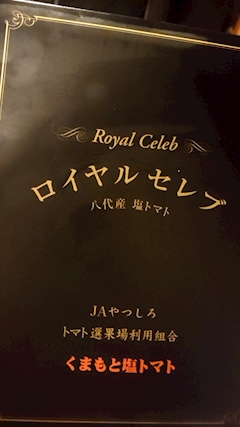 Royal Celeb
ロイヤルセレブ
八代産 塩トマト
JAやつしろ
トマト選果場利用組合
くまもと塩トマト